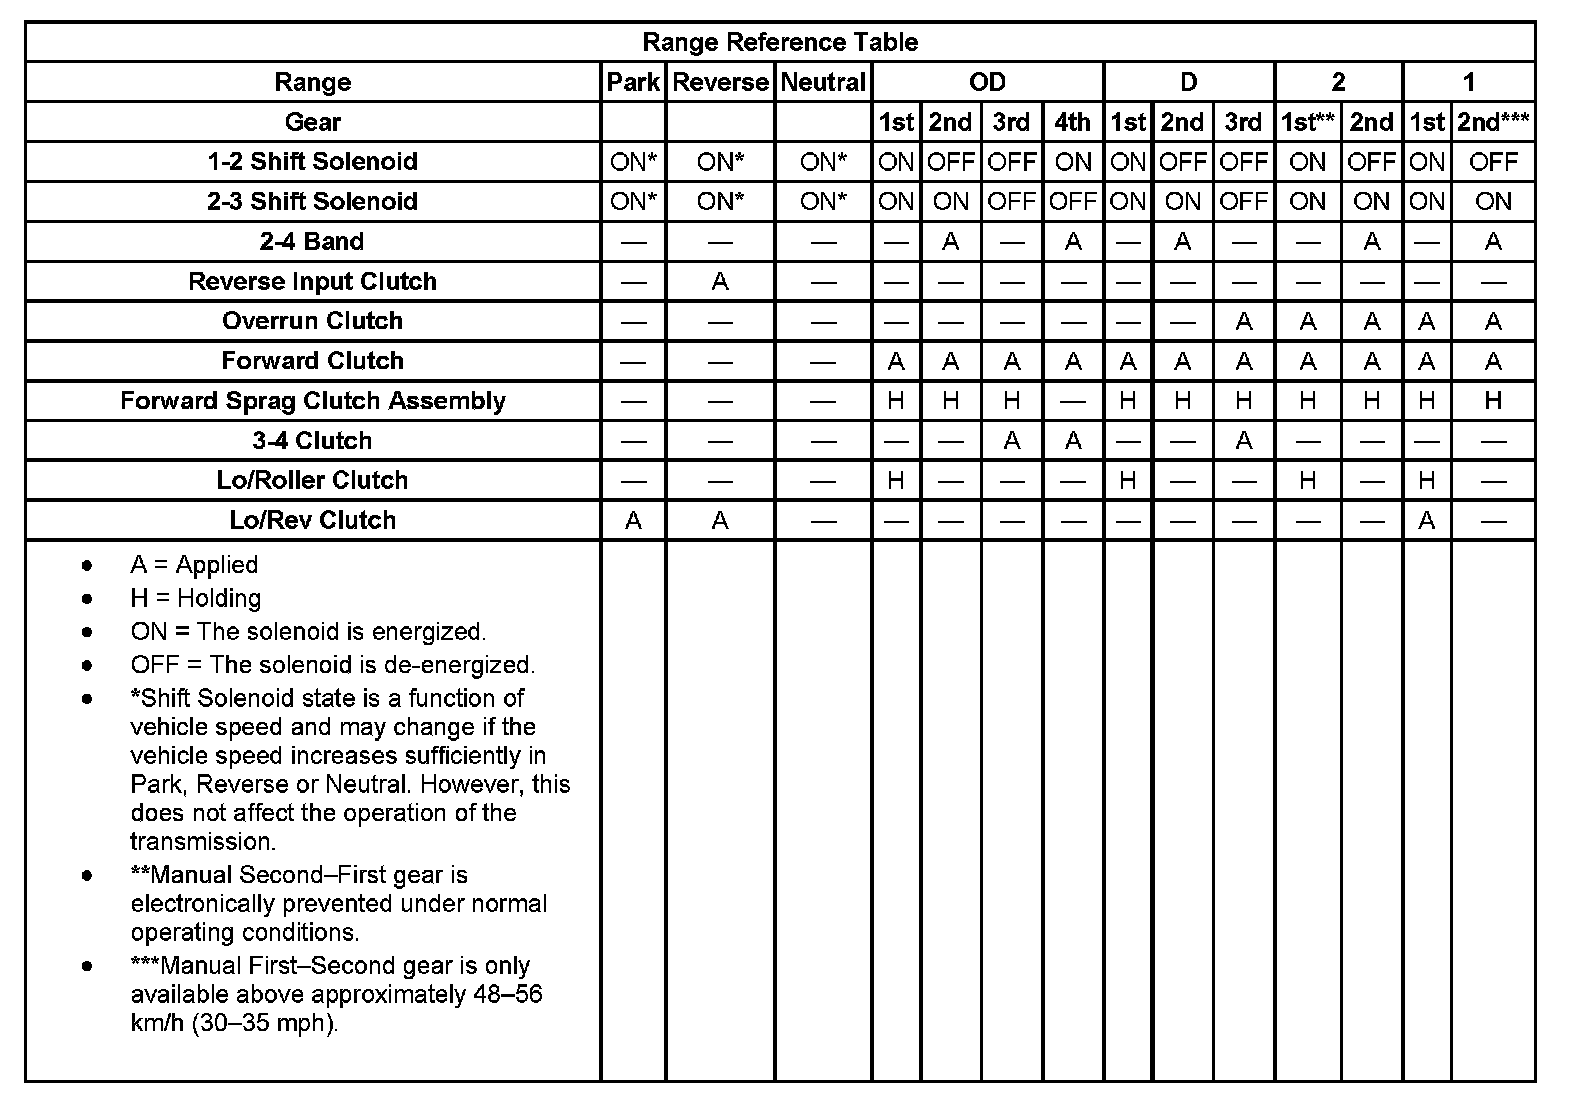 Range Reference Table
Range Park Reverse Neutral OD D 2 1
Gear 1st 2nd 3rd 4th 1st 2nd 3rd 1st** 2nd 1st 2nd***
1-2 Shift Solenoid ON* ON* ON* ON OFF OFF ON ON OFF OFF ON OFF ON OFF
2-3 Shift Solenoid ON* ON* ON* ON ON OFF OFF ON ON OFF ON ON ON ON
2-4 Band — — — — A — A — A — — A — A
Reverse Input Clutch — A — — — — — — — — — — — —
Overrun Clutch — — — — — — — — — A A A A A
Forward Clutch — — — A A A A A A A A A A A
Forward Sprag Clutch Assembly — — — H H H — H H H H H H H
3-4 Clutch — — — — — A A — — A — — — —
Lo/Roller Clutch — — — H — — — H — — H — H —
Lo/Rev Clutch A A — — — — — — — — — — A —
● A = Applied
● H = Holding
● ON = The solenoid is energized.
● OFF = The solenoid is de-energized.
● *Shift Solenoid state is a function of
vehicle speed and may change if the
vehicle speed increases sufficiently in
Park, Reverse or Neutral. However, this
does not affect the operation of the
transmission.
● **Manual Second–First gear is
electronically prevented under normal
operating conditions.
● ***Manual First–Second gear is only
available above approximately 48–56
km/h (30–35 mph).